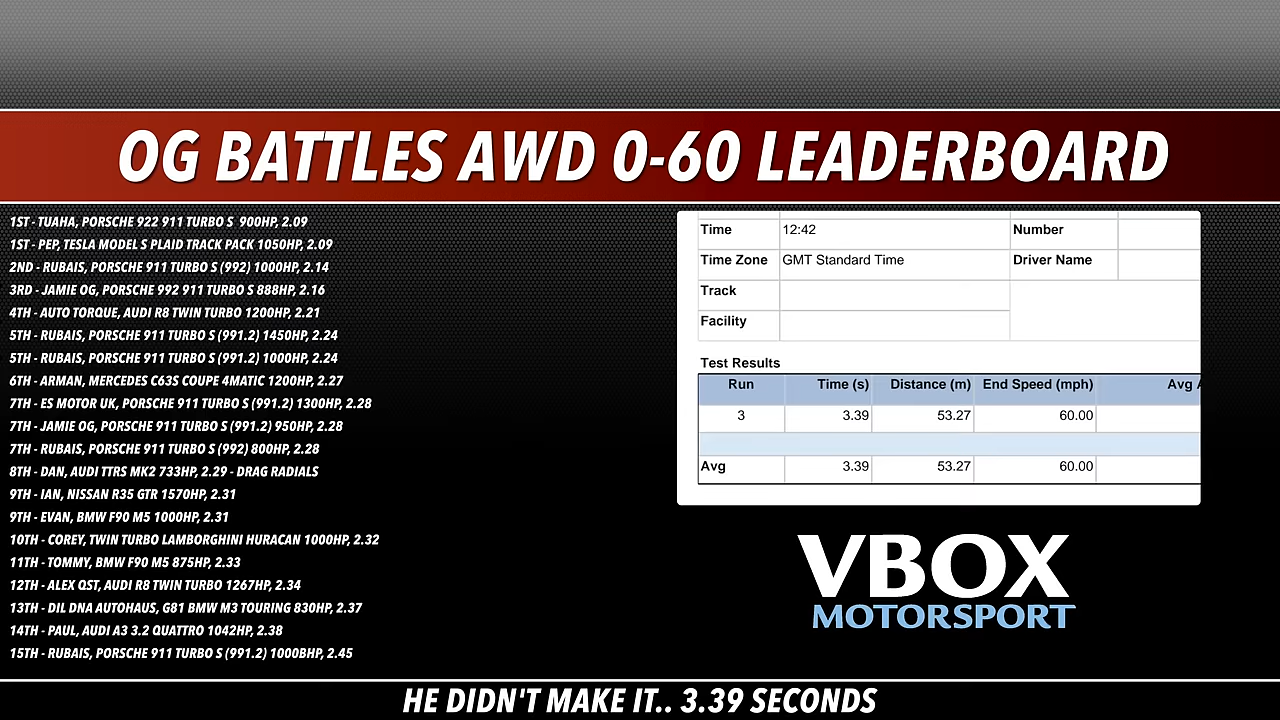 OG BATTLES AWD 0-60 LEADERBOARD
1ST - TUAHA, PORSCHE 922 911 TURBO S 900HP, 2.09
1ST - PEP, TESLA MODEL S PLAID TRACK PACK 1050HP, 2.09
2ND - RUBAIS, PORSCHE 911 TURBO S (992) 1000HP, 2.14
3RD - JAMIE OG, PORSCHE 992 911 TURBO S 888HP, 2.16
4TH - AUTO TORQUE, AUDI R8 TWIN TURBO 1200HP, 2.21
5TH - RUBAIS, PORSCHE 911 TURBO S (991.2) 1450HP, 2.24
5TH - RUBAIS, PORSCHE 911 TURBO S (991.2) 1000HP, 2.24
6TH - ARMAN, MERCEDES C63S COUPE 4MATIC 1200HP, 2.27
7TH - ES MOTOR UK, PORSCHE 911 TURBO S (991.2) 1300HP, 2.28
7TH - JAMIE OG, PORSCHE 911 TURBO S (991.2) 950HP, 2.28
7TH - RUBAIS, PORSCHE 911 TURBO S (992) 800HP, 2.28
8TH - DAN, AUDI TTRS MK2 733HP, 2.29 - DRAG RADIALS
9TH - IAN, NISSAN R35 GTR 1570HP, 2.31
9TH - EVAN, BMW F90 M5 1000HP, 2.31
10TH - COREY, TWIN TURBO LAMBORGHINI HURACAN 1000HP, 2.32
11TH - TOMMY, BMW F90 M5 875HP, 2.33
12TH - ALEX QST, AUDI R8 TWIN TURBO 1267HP, 2.34
13TH - DIL DNA AUTOHAUS, G81 BMW M3 TOURING 830HP, 2.37
14TH - PAUL, AUDI A3 3.2 QUATTRO 1042HP, 2.38
15TH - RUBAIS, PORSCHE 911 TURBO S (991.2) 1000BHP, 2.45
Time 12:42 Number
Time Zone GMT Standard Time Driver Name
Track
Facility
Test Results
Run Time (s) Distance (m) End Speed (mph) Avg
3 3.39 53.27 60.00
Avg 3.39 53.27 60.00
VBOX
MOTORSPORT
HE DIDN'T MAKE IT.. 3.39 SECONDS